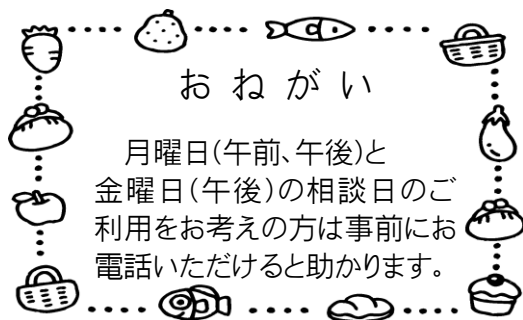 おねがい
月曜日(午前、午後)と
金曜日(午後)の相談日のご
利用をお考えの方は事前にお
電話いただけると助かります。